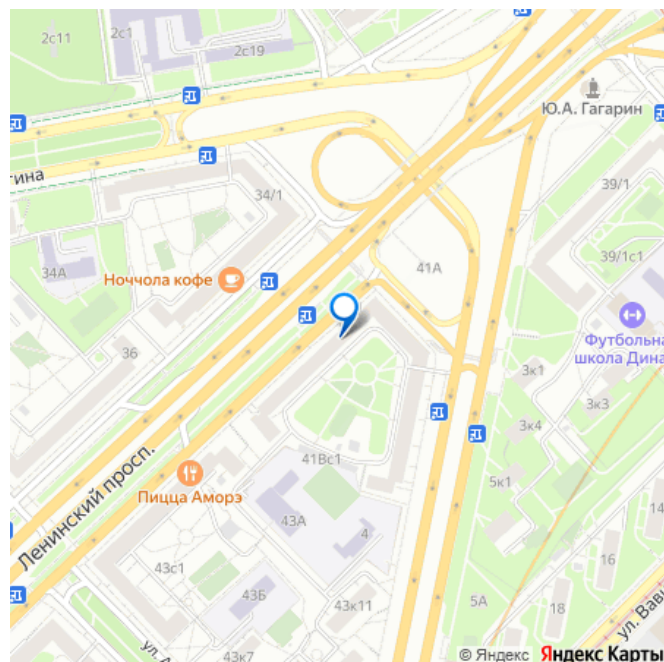 2с11
2с1
2с19
Ю.А. Гагарин
гина
34/1
39/1
34А
Ноччола кофе
41А
39/1с1
36
Футбольна
школа Дина
3к1
3к3
3к4
Ленинский просп.
41Вс1
5к1
Пицца Аморэ
43А
4
14
16
43с1
43Б
5А
18
43к11
ул. А
43к7
ул. Вави
© Яндекс Яндекс Карты